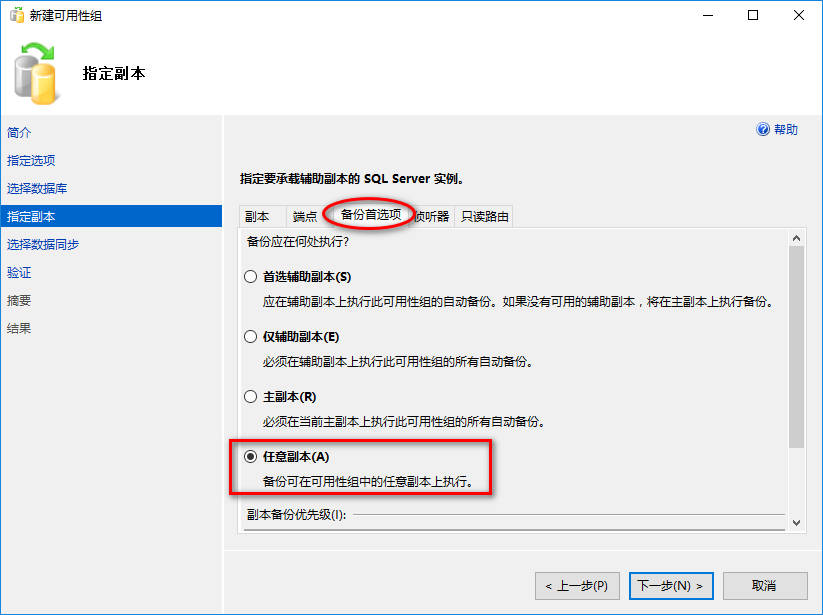 新建可用性组
指定副本
简介
指定选项
选择数据库
指定副本
选择数据同步
验证
摘要
结果
帮助
指定要承载辅助副本的 SQL Server 实例。
副本 端点 备份首选项 侦听器 只读路由
备份应在何处执行?
首选辅助副本(S)
应在辅助副本上执行此可用性组的自动备份。如果没有可用的辅助副本，将在主副本上执行备份。
仅辅助副本(E)
必须在辅助副本上执行此可用性组的所有自动备份。
主副本(R)
必须在当前主副本上执行此可用性组的所有自动备份。
任意副本(A)
备份可在可用性组中的任意副本上执行。
副本备份优先级(I):
< 上一步(P) 下一步(N) > 取消